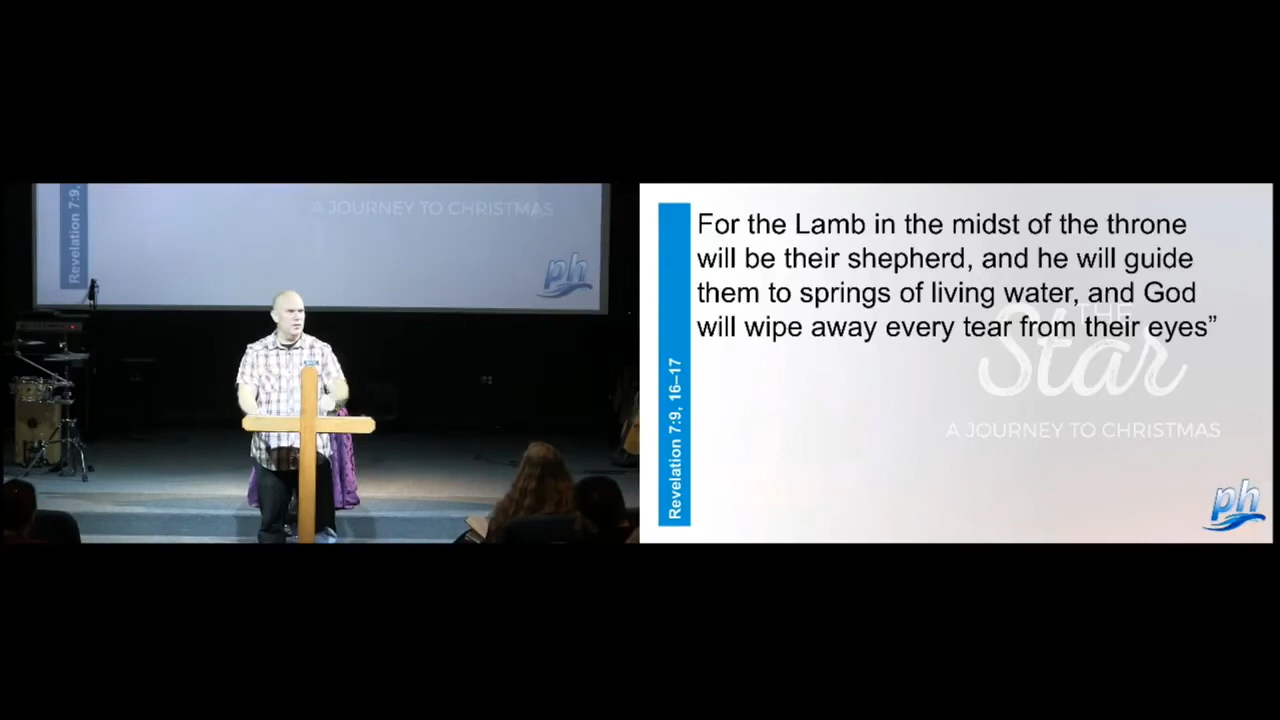 Revelation 7:9,
A JOURNEY TO CHRISTMAS
ph
For the Lamb in the midst of the throne
will be their shepherd, and he will guide
them to springs of living water, and God
will wipe away every tear from their eyes”
Revelation 7:9, 16–17
THE
Star
A JOURNEY TO CHRISTMAS
ph